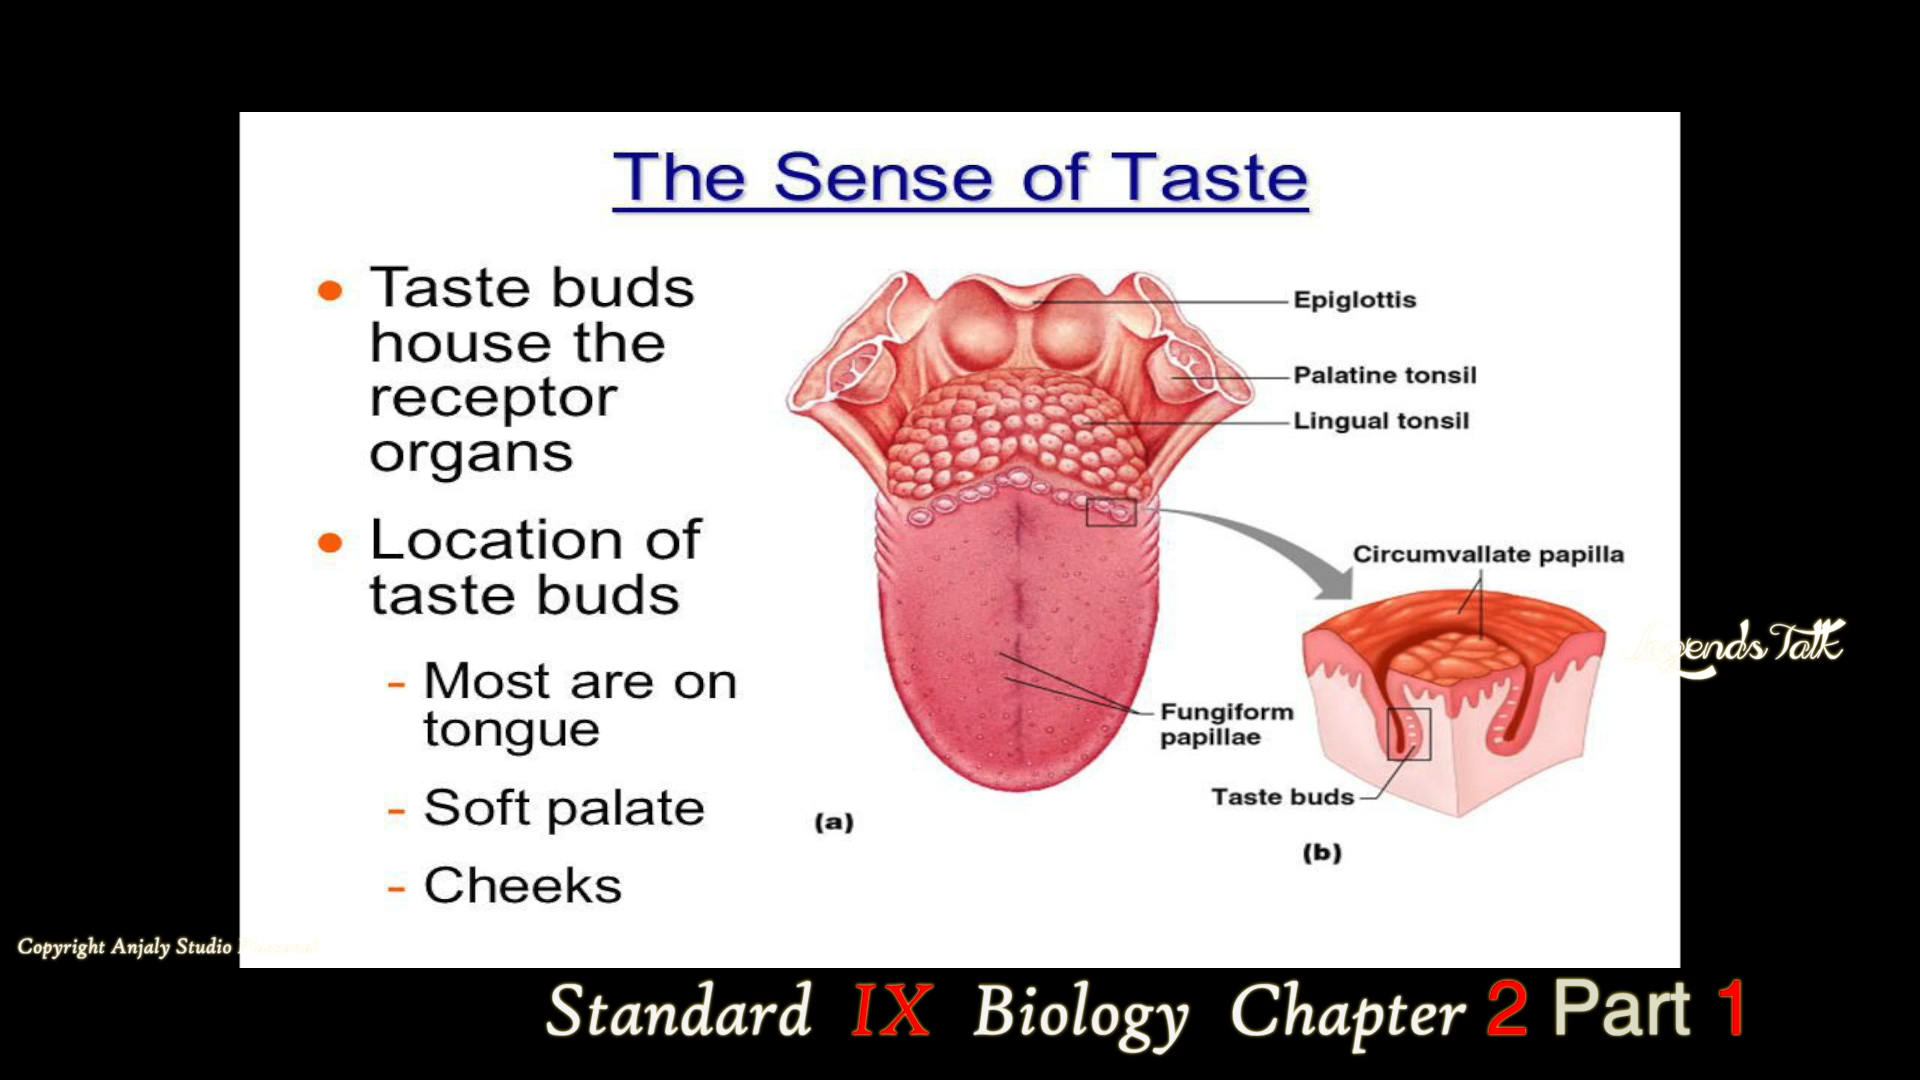 The Sense of Taste
• Taste buds
house the
receptor
organs
• Location of
taste buds
- Most are on
tongue
- Soft palate
- Cheeks
Epiglottis
Palatine tonsil
Lingual tonsil
Circumvallate papilla
Fungiform
papillae
Taste buds
(a)
(b)
Legends Talk
Copyright Anjaly Studio
Standard IX Biology Chapter 2 Part 1